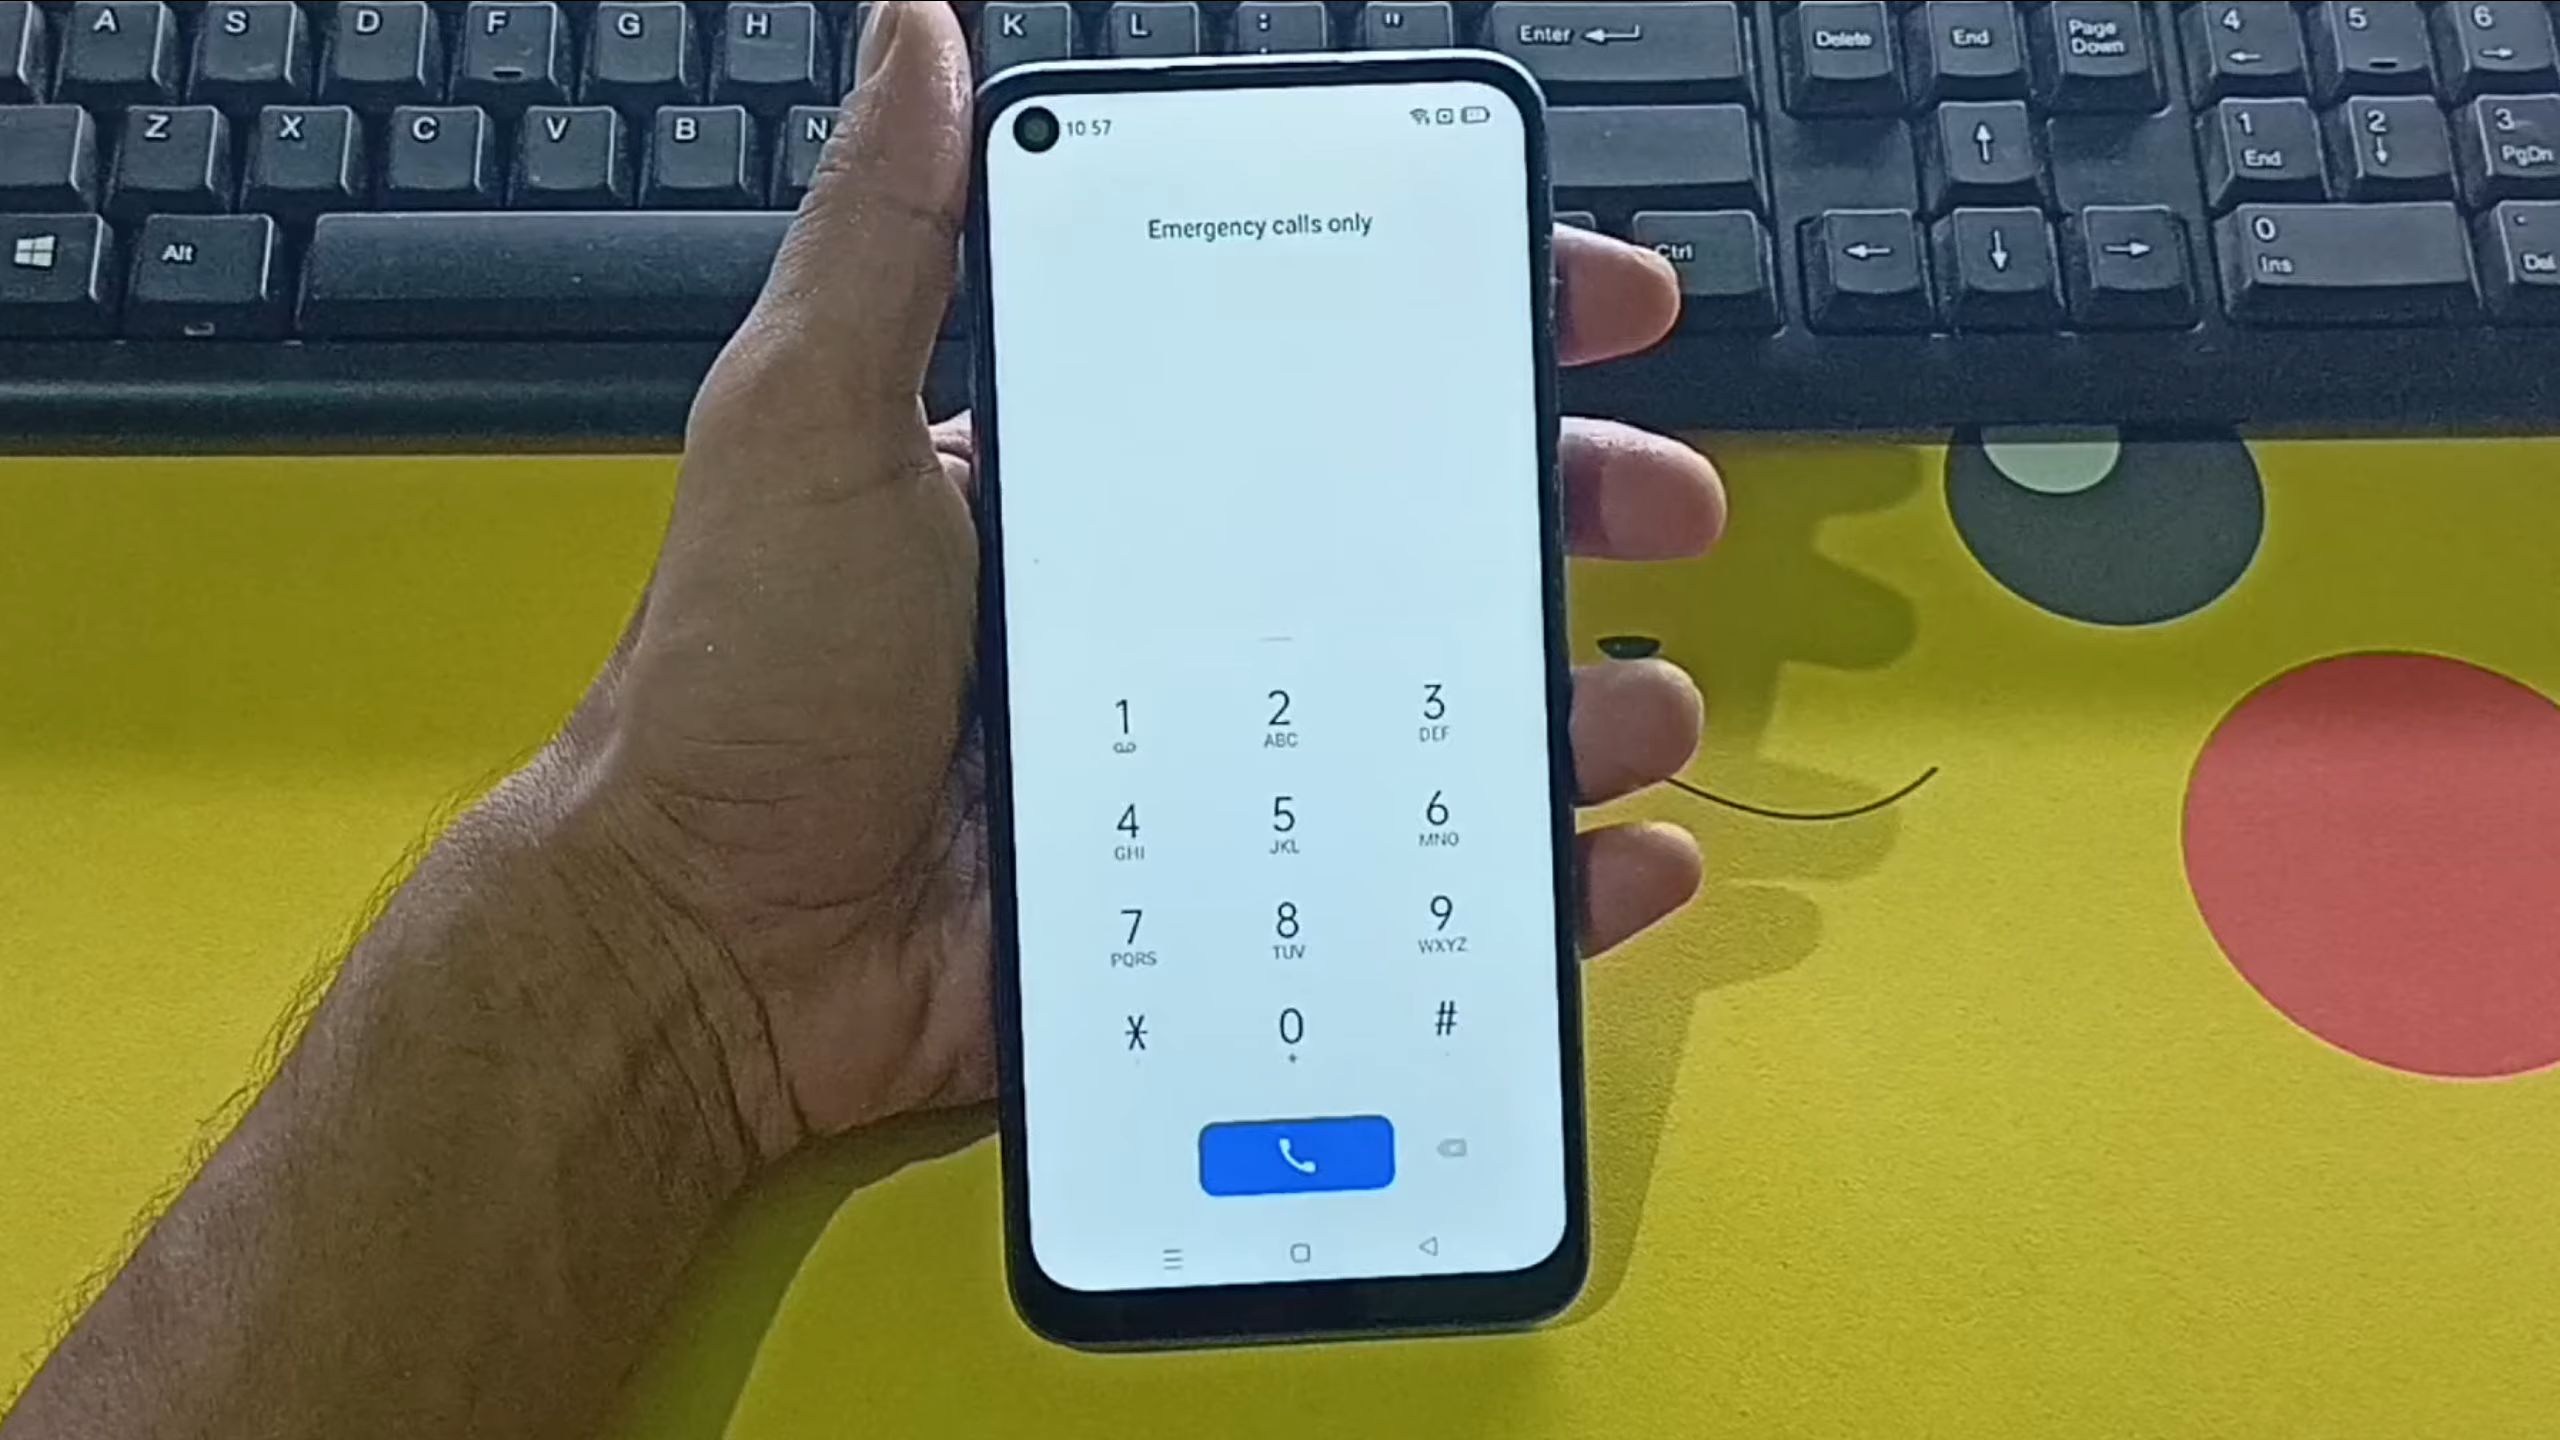 A S D F G H K L : " Enter Delete End Page Down 4 5 6
Z X C V B N 1 End 2 3 PgDn
Alt Ctrl 0 Ins . Del
10 57
Emergency calls only
1 2 3
ABC DEF
4 5 6
GHI JKL MNO
7 8 9
PQRS TUV WXYZ
* 0 #
+